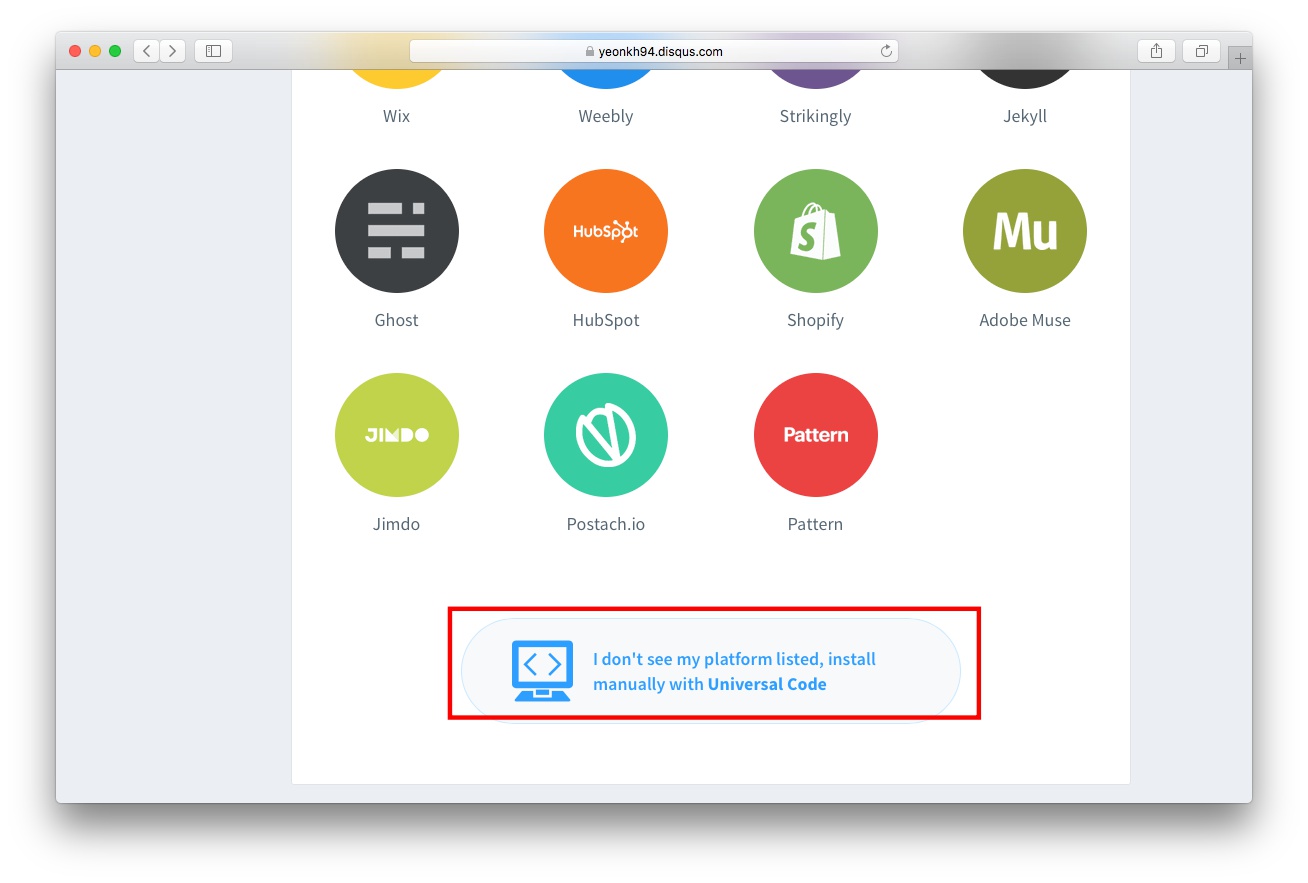 yeonkh94.disqus.com
Wix Weebly Strikingly Jekyll
HubSpot S Mu
Ghost HubSpot Shopify Adobe Muse
JIMDO Pattern
Jimdo Postach.io Pattern
I don't see my platform listed, install
manually with Universal Code